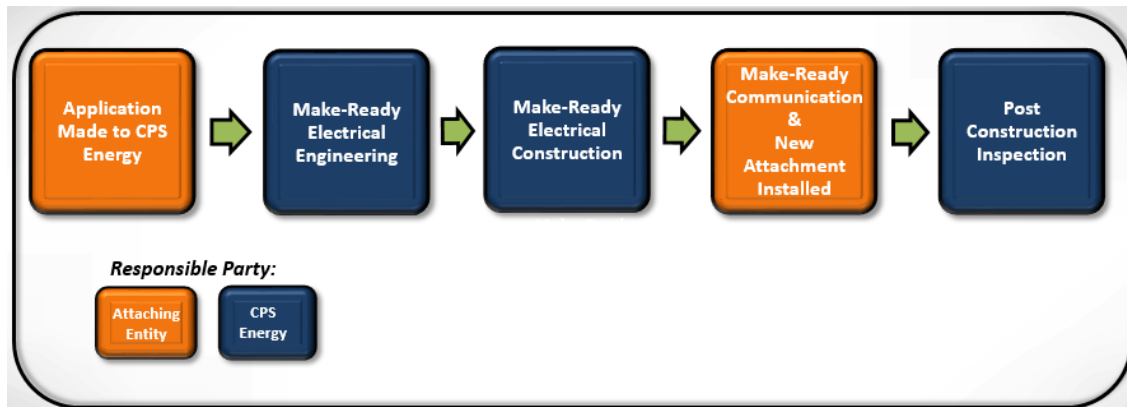 Application
Made to CPS
Energy
Make-Ready
Electrical
Engineering
Make-Ready
Electrical
Construction
Make-Ready
Communication
&
New
Attachment
Installed
Post
Construction
Inspection
Responsible Party:
Attaching
Entity
CPS
Energy